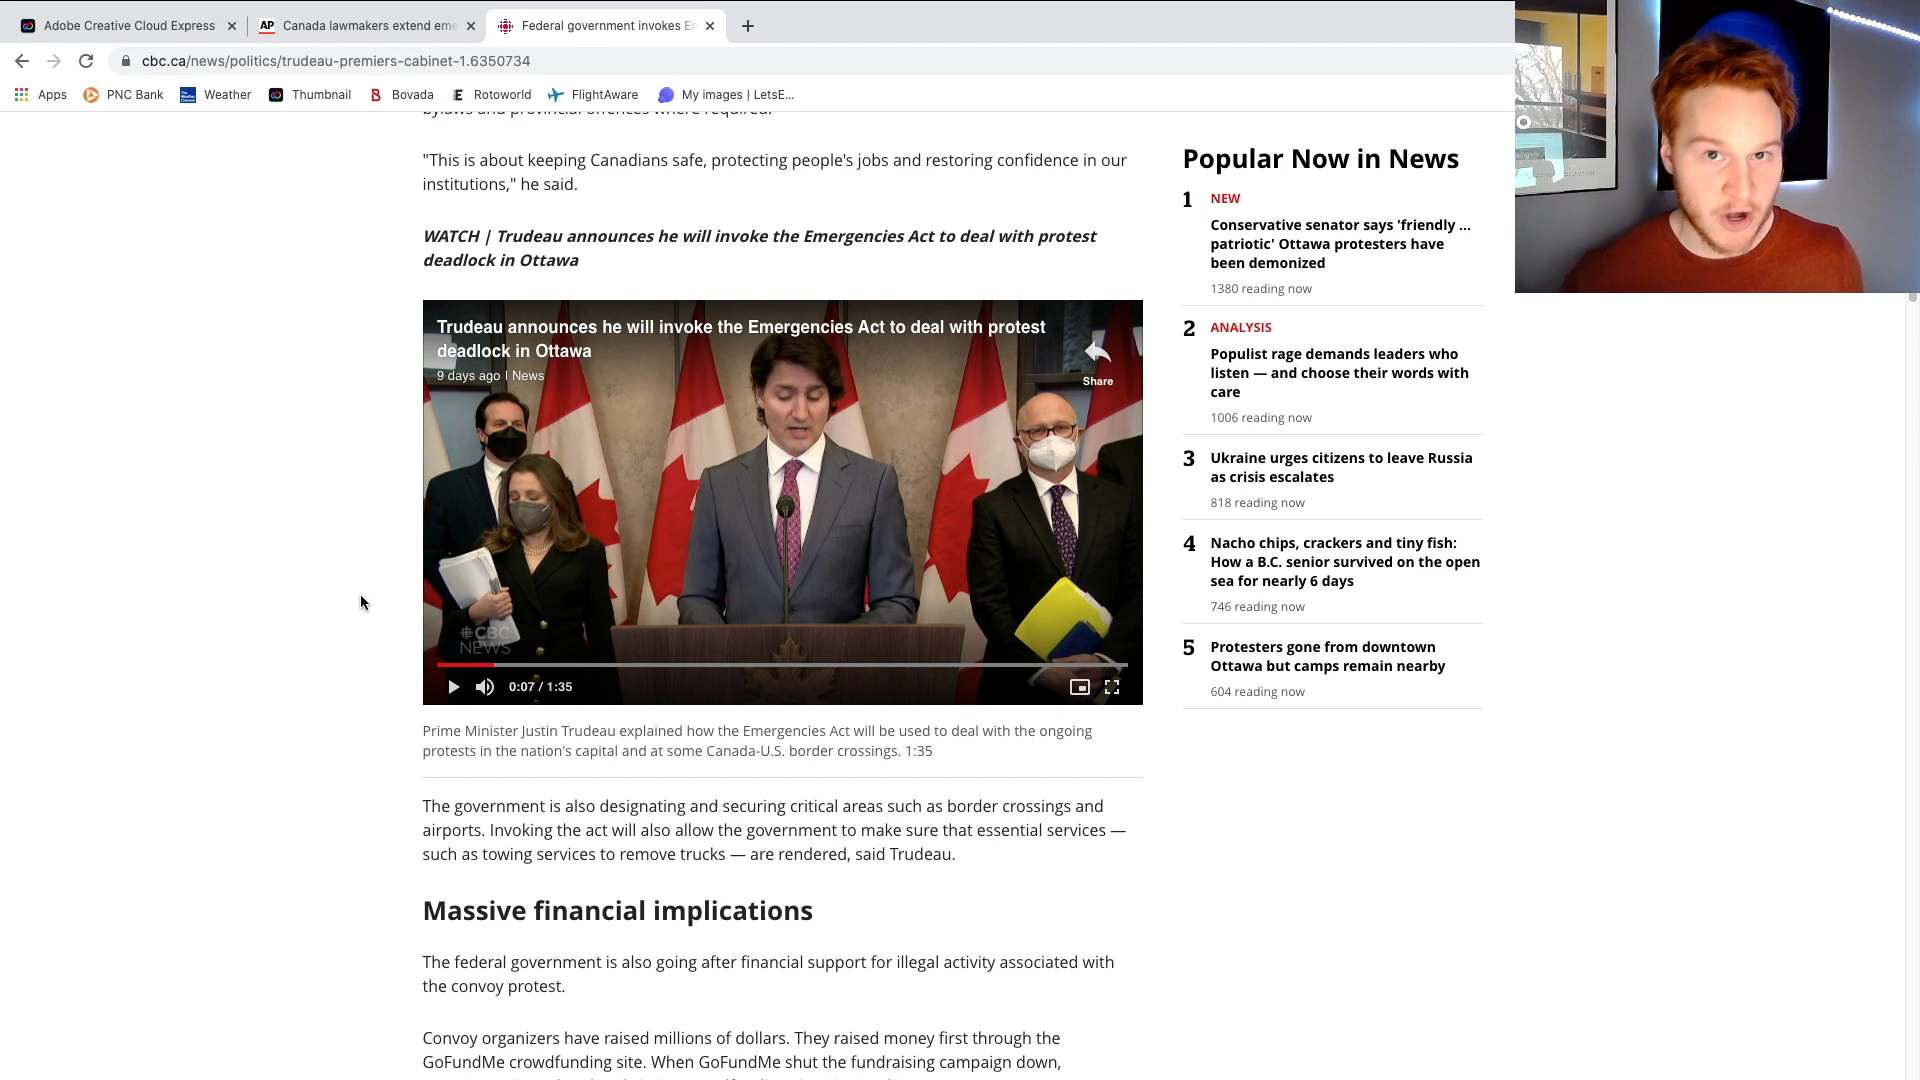 Adobe Creative Cloud Express
AP
Canada lawmakers extend eme
Federal government invokes En
cbc.ca/news/politics/trudeau-premiers-cabinet-1.6350734
Apps
PNC Bank
Weather
Thumbnail
Bovada
Rotoworld
FlightAware
My images | LetsE...
bylaws and provincial offences where required.
"This is about keeping Canadians safe, protecting people's jobs and restoring confidence in our
institutions," he said.
WATCH | Trudeau announces he will invoke the Emergencies Act to deal with protest
deadlock in Ottawa
Trudeau announces he will invoke the Emergencies Act to deal with protest
deadlock in Ottawa
9 days ago | News
Share
CBC
NEWS
0:07 / 1:35
Prime Minister Justin Trudeau explained how the Emergencies Act will be used to deal with the ongoing
protests in the nation's capital and at some Canada-U.S. border crossings. 1:35
The government is also designating and securing critical areas such as border crossings and
airports. Invoking the act will also allow the government to make sure that essential services —
such as towing services to remove trucks — are rendered, said Trudeau.
Massive financial implications
The federal government is also going after financial support for illegal activity associated with
the convoy protest.
Convoy organizers have raised millions of dollars. They raised money first through the
GoFundMe crowdfunding site. When GoFundMe shut the fundraising campaign down,
Popular Now in News
1 NEW
Conservative senator says 'friendly ...
patriotic' Ottawa protesters have
been demonized
1380 reading now
2 ANALYSIS
Populist rage demands leaders who
listen — and choose their words with
care
1006 reading now
3 Ukraine urges citizens to leave Russia
as crisis escalates
818 reading now
4 Nacho chips, crackers and tiny fish:
How a B.C. senior survived on the open
sea for nearly 6 days
746 reading now
5 Protesters gone from downtown
Ottawa but camps remain nearby
604 reading now